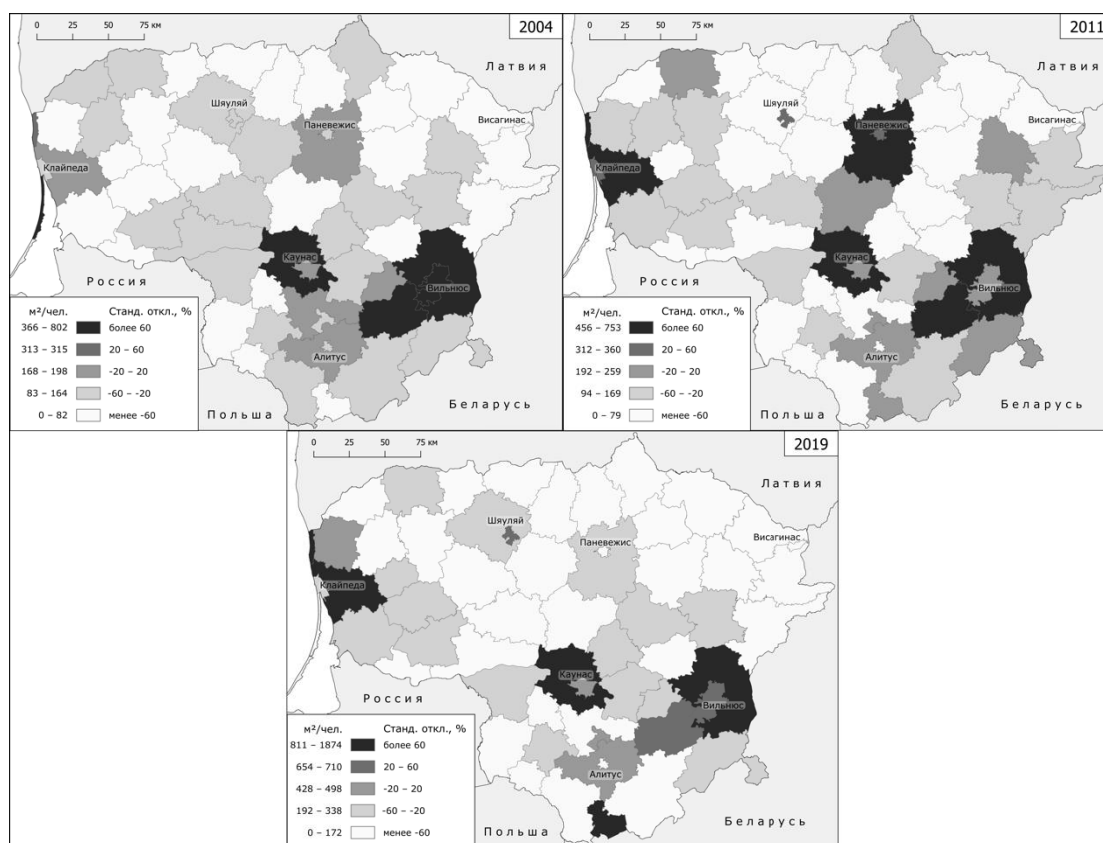 0 25 50 75 км
2004
Латвия
Шяуляй
Паневежис
Висагинас
Клайпеда
Каунас
Россия
Вильнюс
Алитус
Польша
Беларусь
м²/чел. Станд. откл., %
366 – 802 более 60
313 – 315 20 – 60
168 – 198 -20 – 20
83 – 164 -60 – -20
0 – 82 менее -60
0 25 50 75 км
2011
Латвия
Шяуляй
Паневежис
Висагинас
Клайпеда
Каунас
Россия
Вильнюс
Алитус
Польша
Беларусь
м²/чел. Станд. откл., %
456 – 753 более 60
312 – 360 20 – 60
192 – 259 -20 – 20
94 – 169 -60 – -20
0 – 79 менее -60
0 25 50 75 км
2019
Латвия
Шяуляй
Паневежис
Висагинас
Клайпеда
Каунас
Россия
Вильнюс
Алитус
Польша
Беларусь
м²/чел. Станд. откл., %
811 – 1874 более 60
654 – 710 20 – 60
428 – 498 -20 – 20
192 – 338 -60 – -20
0 – 172 менее -60